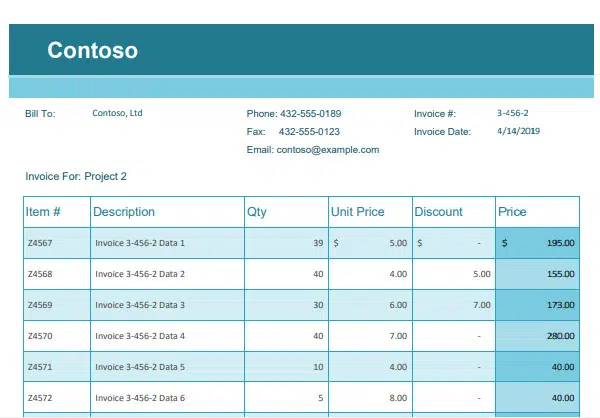 Contoso
Bill To: Contoso, Ltd Phone: 432-555-0189 Invoice #: 3-456-2
Fax: 432-555-0123 Invoice Date: 4/14/2019
Email: contoso@example.com
Invoice For: Project 2
Item # Description Qty Unit Price Discount Price
Z4567 Invoice 3-456-2 Data 1 39 $ 5.00 $ - $ 195.00
Z4568 Invoice 3-456-2 Data 2 40 4.00 5.00 155.00
Z4569 Invoice 3-456-2 Data 3 30 6.00 7.00 173.00
Z4570 Invoice 3-456-2 Data 4 40 7.00 - 280.00
Z4571 Invoice 3-456-2 Data 5 10 4.00 - 40.00
Z4572 Invoice 3-456-2 Data 6 5 8.00 - 40.00